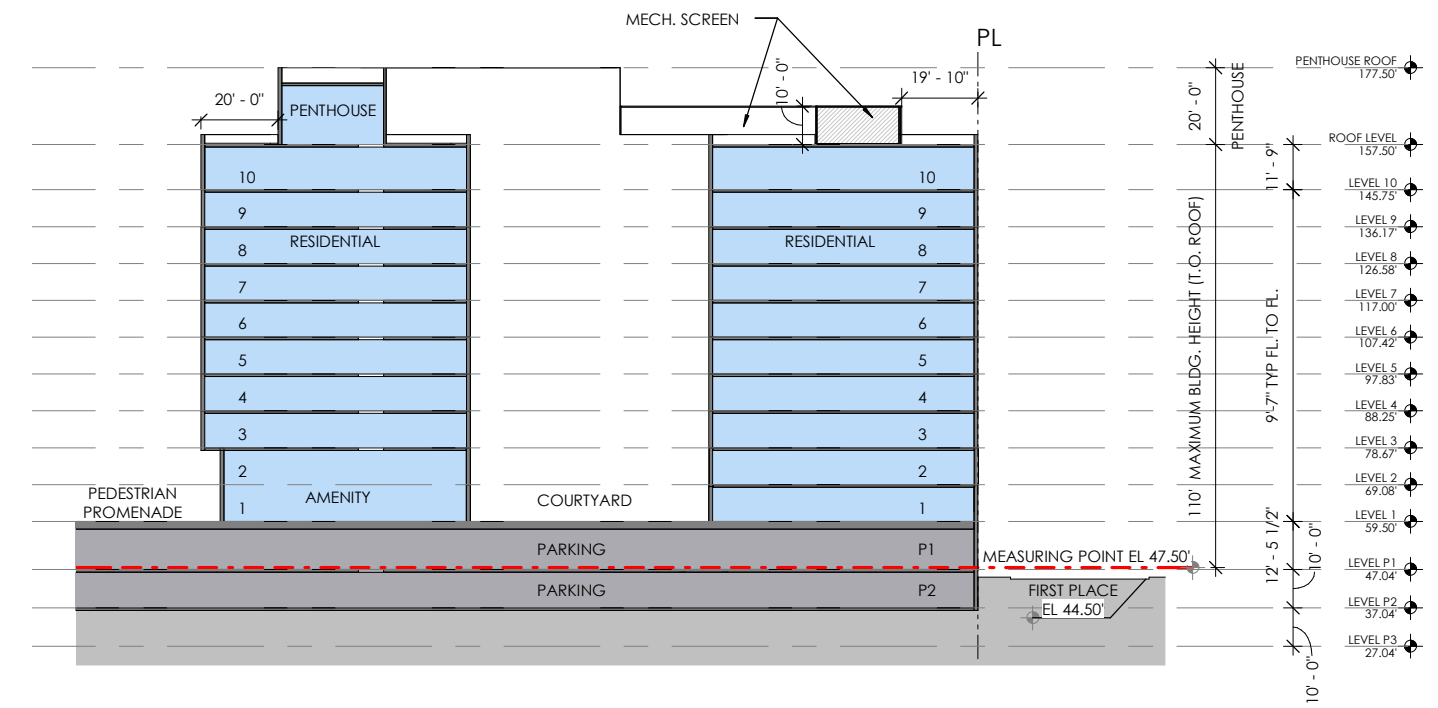 MECH. SCREEN
PL
20' - 0"
10' - 0"
19' - 10"
20' - 0"
PENTHOUSE
PENTHOUSE ROOF
177.50'
PENTHOUSE
ROOF LEVEL
157.50'
11' - 9"
10
10
LEVEL 10
145.75'
9
9
LEVEL 9
136.17'
RESIDENTIAL
RESIDENTIAL
8
8
LEVEL 8
126.58'
7
7
LEVEL 7
117.00'
6
6
LEVEL 6
107.42'
110' MAXIMUM BLDG. HEIGHT (T.O. ROOF)
9'-7" TYP FL. TO FL.
5
5
LEVEL 5
97.83'
4
4
LEVEL 4
88.25'
3
3
LEVEL 3
78.67'
2
2
LEVEL 2
69.08'
PEDESTRIAN
PROMENADE
AMENITY
COURTYARD
1
1
LEVEL 1
59.50'
12' - 5 1/2"
10' - 0"
PARKING
P1
MEASURING POINT EL 47.50'
LEVEL P1
47.04'
PARKING
P2
FIRST PLACE
EL 44.50'
LEVEL P2
37.04'
LEVEL P3
27.04'
10' - 0"